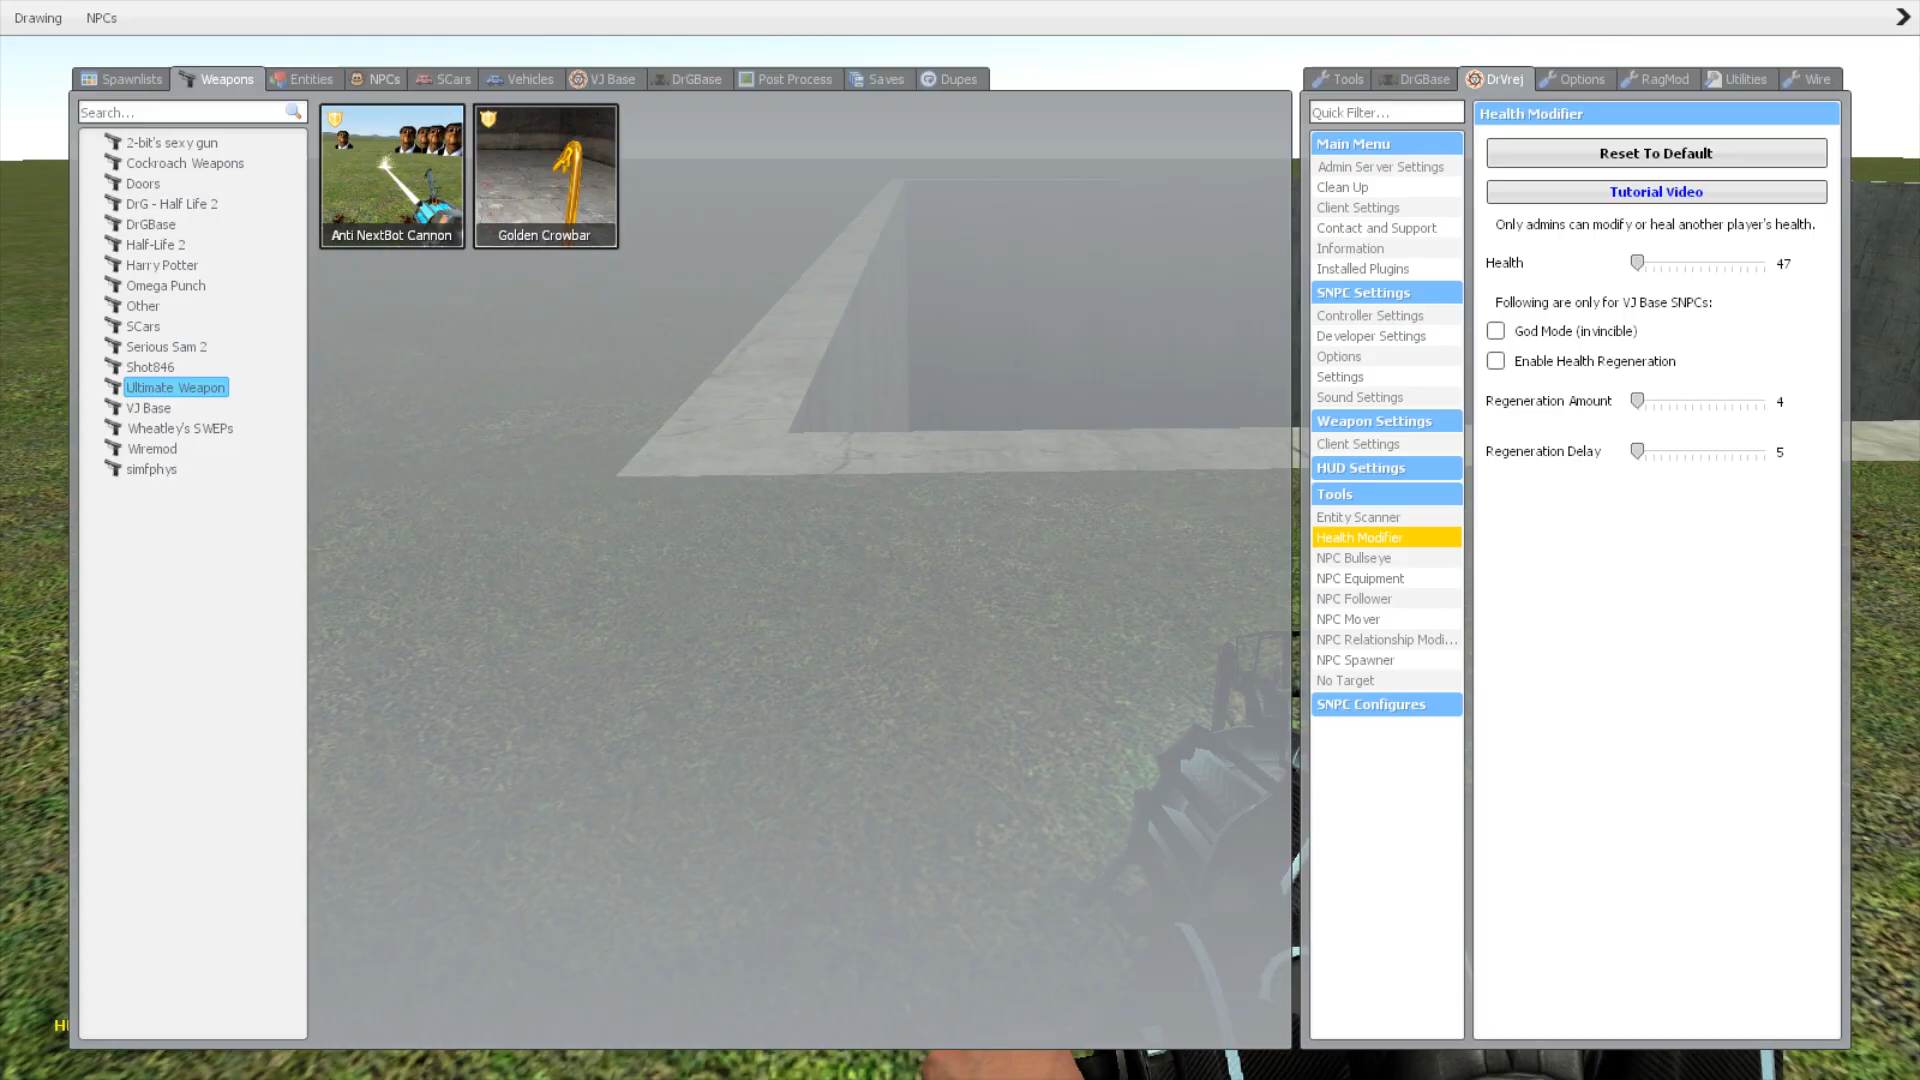 Drawing
NPCs
Spawnlists
Weapons
Entities
NPCs
SCars
Vehicles
VJ Base
DrGBase
Post Process
Saves
Dupes
Search...
2-bit's sexy gun
Cockroach Weapons
Doors
DrG - Half Life 2
DrGBase
Half-Life 2
Harry Potter
Omega Punch
Other
SCars
Serious Sam 2
Shot846
Ultimate Weapon
VJ Base
Wheatley's SWEPs
Wiremod
simfphys
Anti NextBot Cannon
Golden Crowbar
Tools
DrGBase
DrVrej
Options
RagMod
Utilities
Wire
Quick Filter...
Main Menu
Admin Server Settings
Clean Up
Client Settings
Contact and Support
Information
Installed Plugins
SNPC Settings
Controller Settings
Developer Settings
Options
Settings
Sound Settings
Weapon Settings
Client Settings
HUD Settings
Tools
Entity Scanner
Health Modifier
NPC Bullseye
NPC Equipment
NPC Follower
NPC Mover
NPC Relationship Modi...
NPC Spawner
No Target
SNPC Configures
Health Modifier
Reset To Default
Tutorial Video
Only admins can modify or heal another player's health.
Health 47
Following are only for VJ Base SNPCs:
God Mode (invincible)
Enable Health Regeneration
Regeneration Amount 4
Regeneration Delay 5